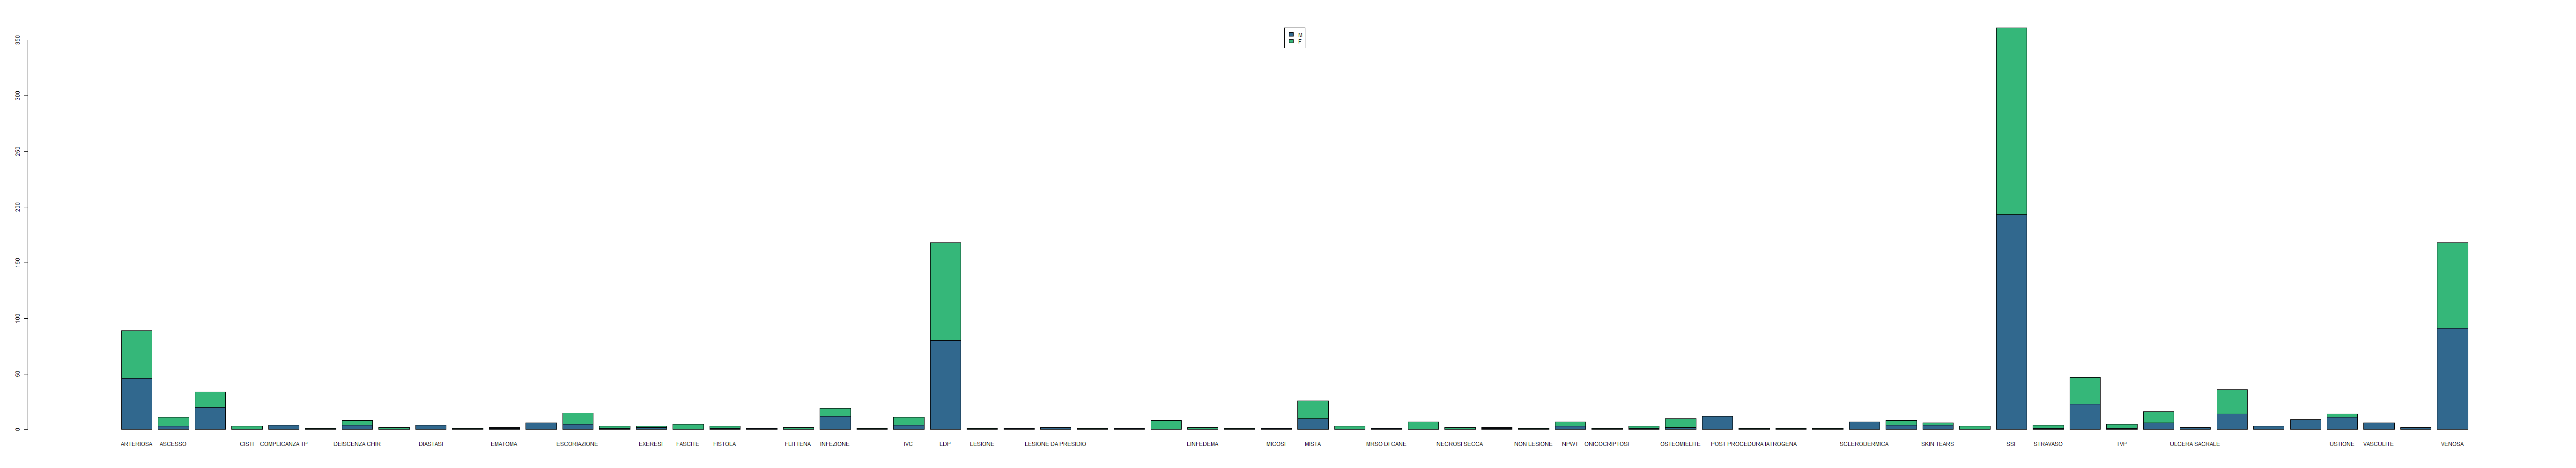 M
F
350
300
250
200
150
100
50
0
ARTERIOSA ASCESSO CISTI COMPLICANZA TP DEISCENZA CHIR DIASTASI EMATOMA ESCORIAZIONE EXERESI FASCITE FISTOLA FLITTENA INFEZIONE IVC LDP LESIONE LESIONE DA PRESIDIO LINFEDEMA MICOSI MISTA MRSO DI CANE NECROSI SECCA NON LESIONE NPWT ONICOCRIPTOSI OSTEOMIELITE POST PROCEDURA IATROGENA SCLERODERMICA SKIN TEARS SSI STRAVASO TVP ULCERA SACRALE USTIONE VASCULITE VENOSA